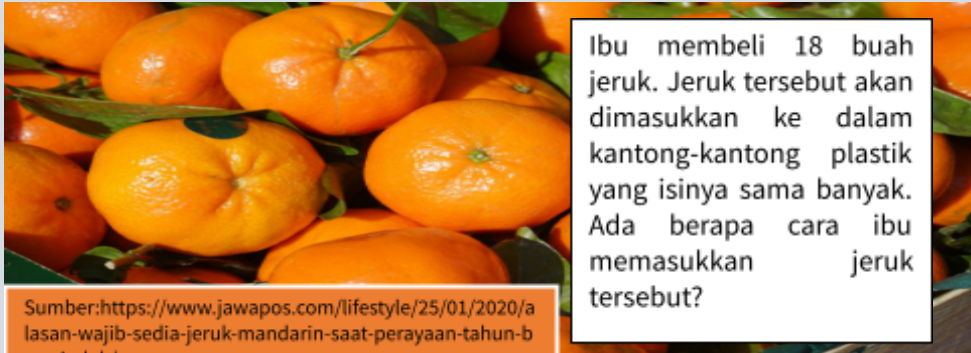 Ibu membeli 18 buah
jeruk. Jeruk tersebut akan
dimasukkan ke dalam
kantong-kantong plastik
yang isinya sama banyak.
Ada berapa cara ibu
memasukkan jeruk
tersebut?
Sumber:https://www.jawapos.com/lifestyle/25/01/2020/a
lasan-wajib-sedia-jeruk-mandarin-saat-perayaan-tahun-b